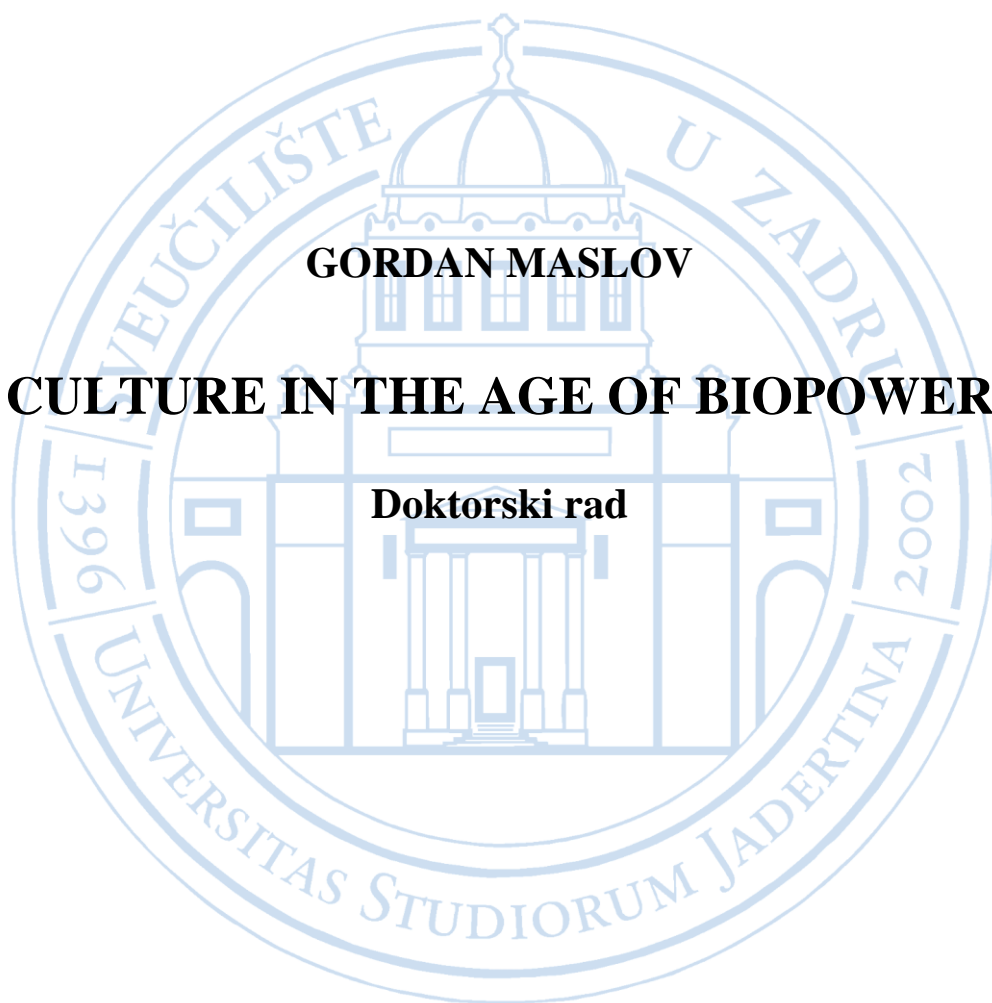 SVEUČILIŠTE U ZADRU
GORDAN MASLOV
CULTURE IN THE AGE OF BIOPOWER
Doktorski rad
1396
2002
UNIVERSITAS STUDIORUM JADERTINA